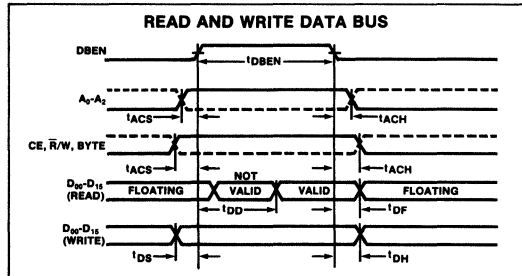 READ AND WRITE DATA BUS
DBEN
tDBEN
A0-A2
tACS
tACH
CE, R̅/W, BYTE
tACS
tACH
NOT
D00-D15
(READ)
FLOATING
VALID
VALID
FLOATING
tDD
tDF
D00-D15
(WRITE)
tDS
tDH